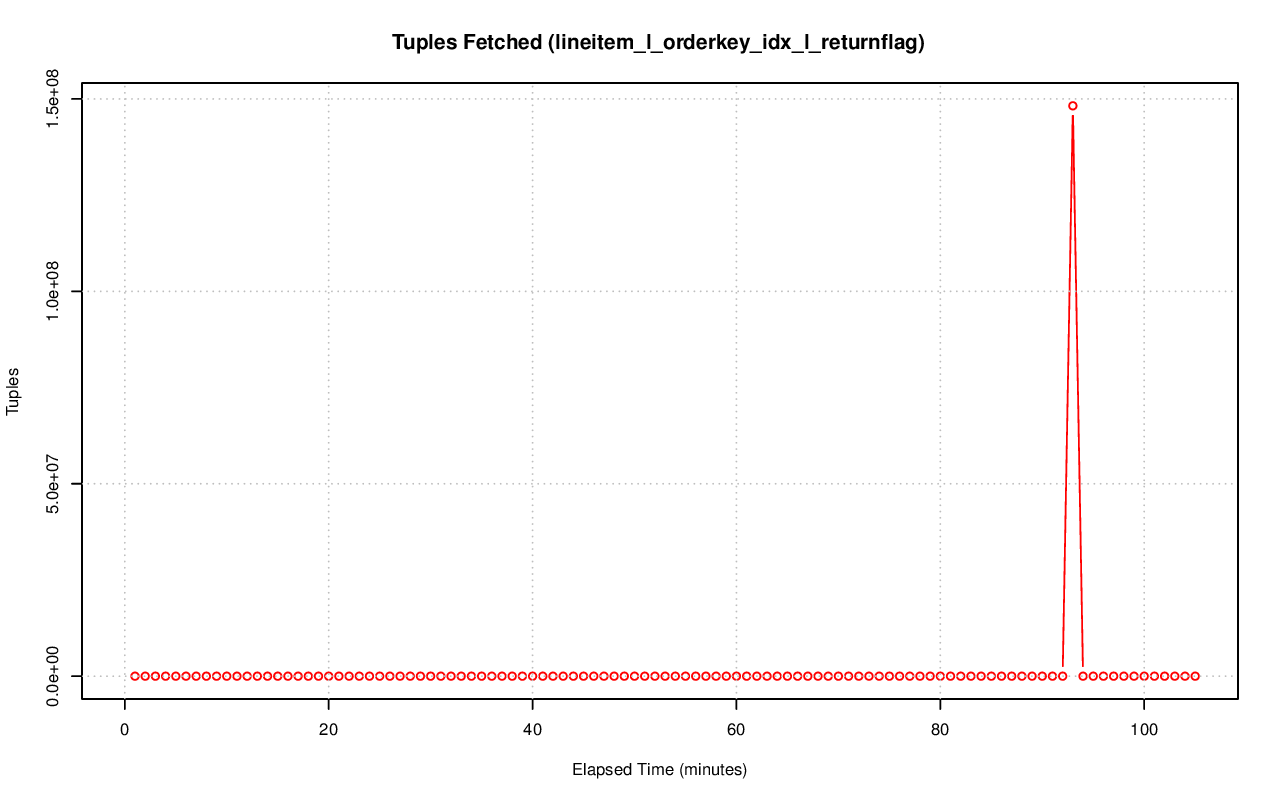 Tuples Fetched (lineitem_l_orderkey_idx_l_returnflag)
1.5e+08
1.0e+08
5.0e+07
0.0e+00
Tuples
0 20 40 60 80 100
Elapsed Time (minutes)